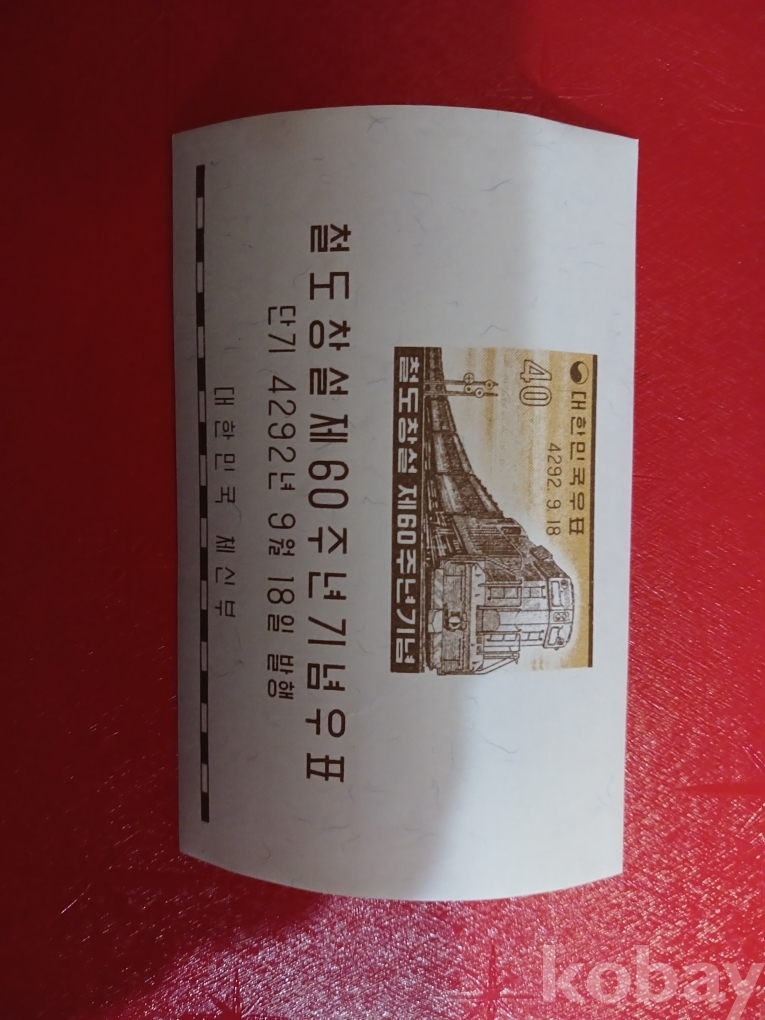 대한민국우표
4292.9.18
40
철도창설 제60주년기념
철도창설제60주년기념우표
단기 4292년 9월 18일 발행
대한민국 체신부
kobay